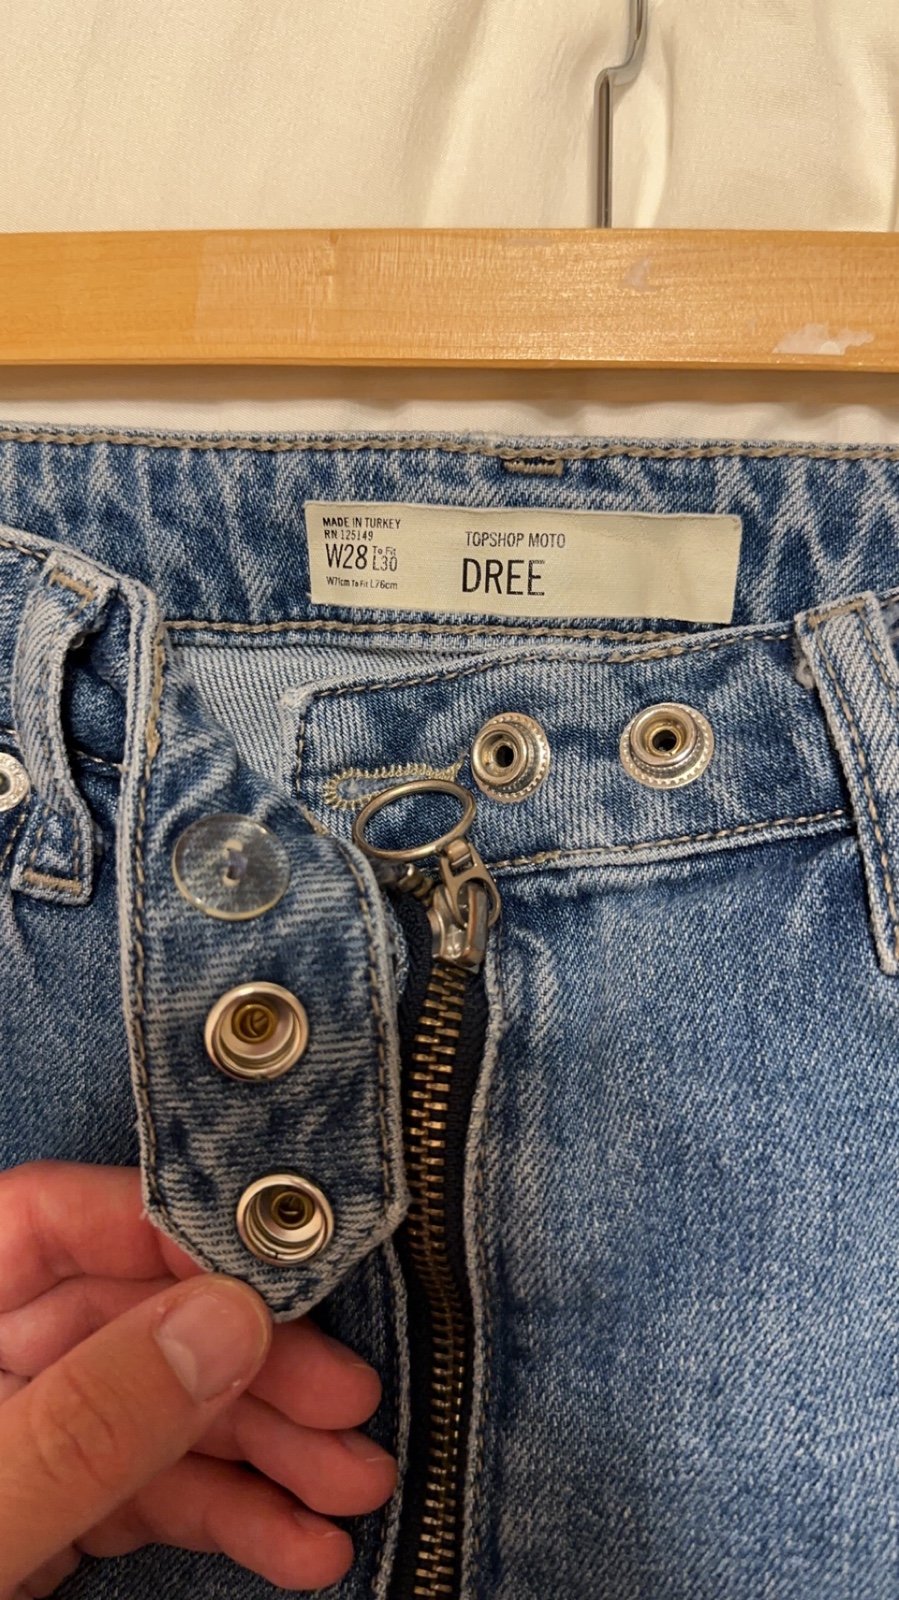 MADE IN TURKEY
RN 125149
W28 To Fit L30
W71cm To Fit L76cm
TOPSHOP MOTO
DREE